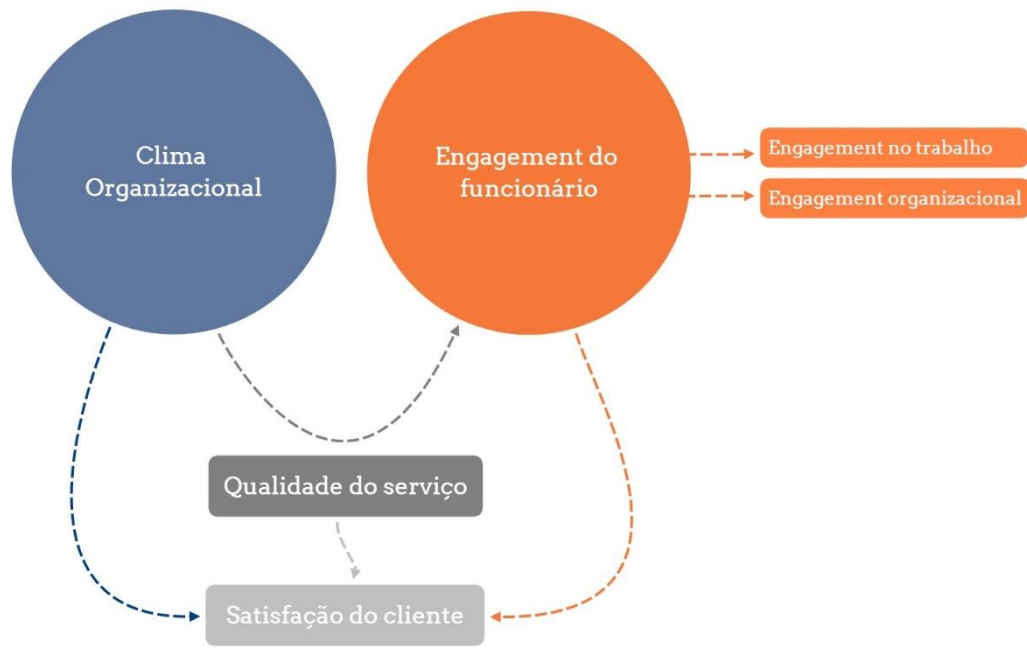 Clima
Organizacional
Engagement do
funcionário
Engagement no trabalho
Engagement organizacional
Qualidade do serviço
Satisfação do cliente